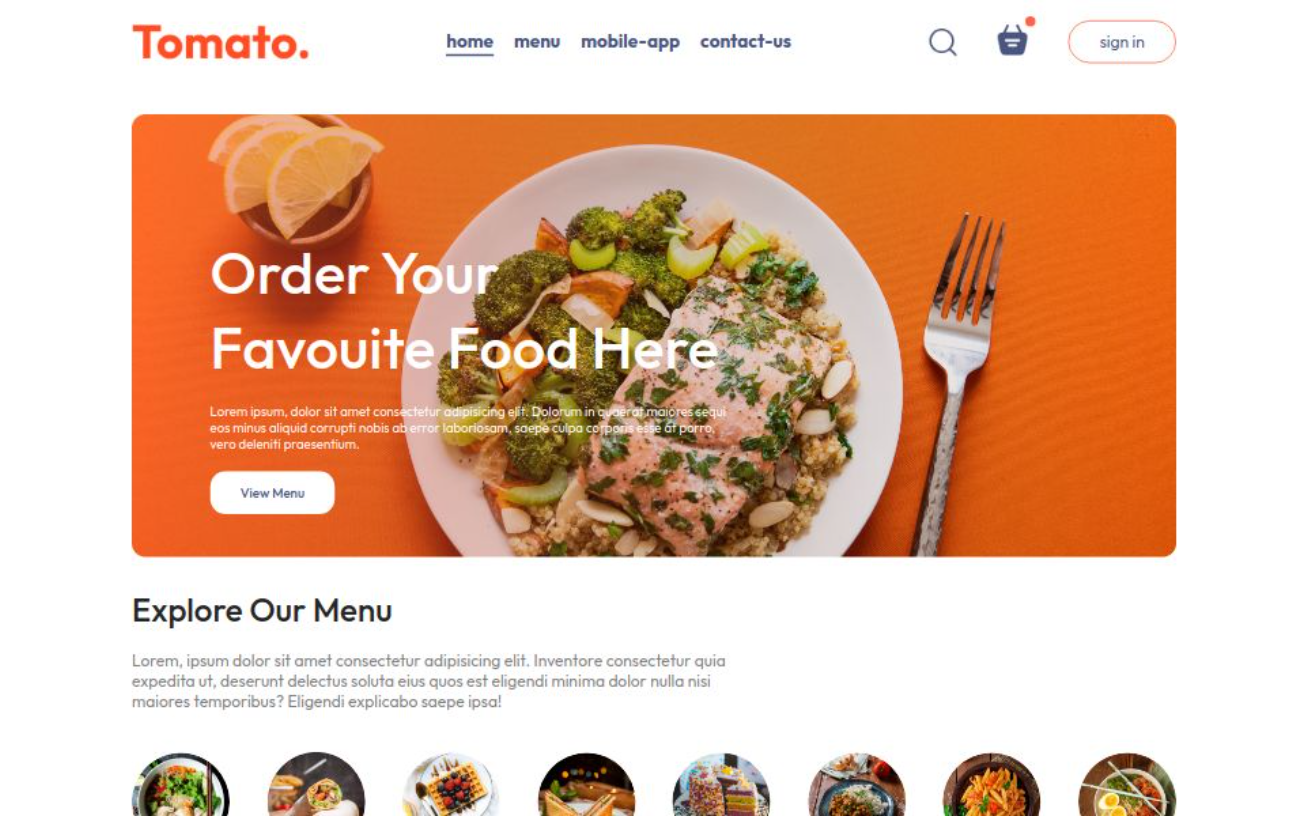 Tomato.
home menu mobile-app contact-us
sign in
Order Your
Favouite Food Here
Lorem ipsum, dolor sit amet consectetur adipisicing elit. Dolorum in quaerat maiores sequi
eos minus aliquid corrupti nobis ab error laboriosam, saepe culpa corporis esse at porro,
vero deleniti praesentium.
View Menu
Explore Our Menu
Lorem, ipsum dolor sit amet consectetur adipisicing elit. Inventore consectetur quia
expedita ut, deserunt delectus soluta eius quos est eligendi minima dolor nulla nisi
maiores temporibus? Eligendi explicabo saepe ipsa!